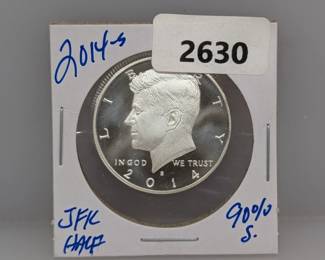 2014-S
2630
LIBERTY
IN GOD WE TRUST
S
2014
JFK
HALF
90%
S.